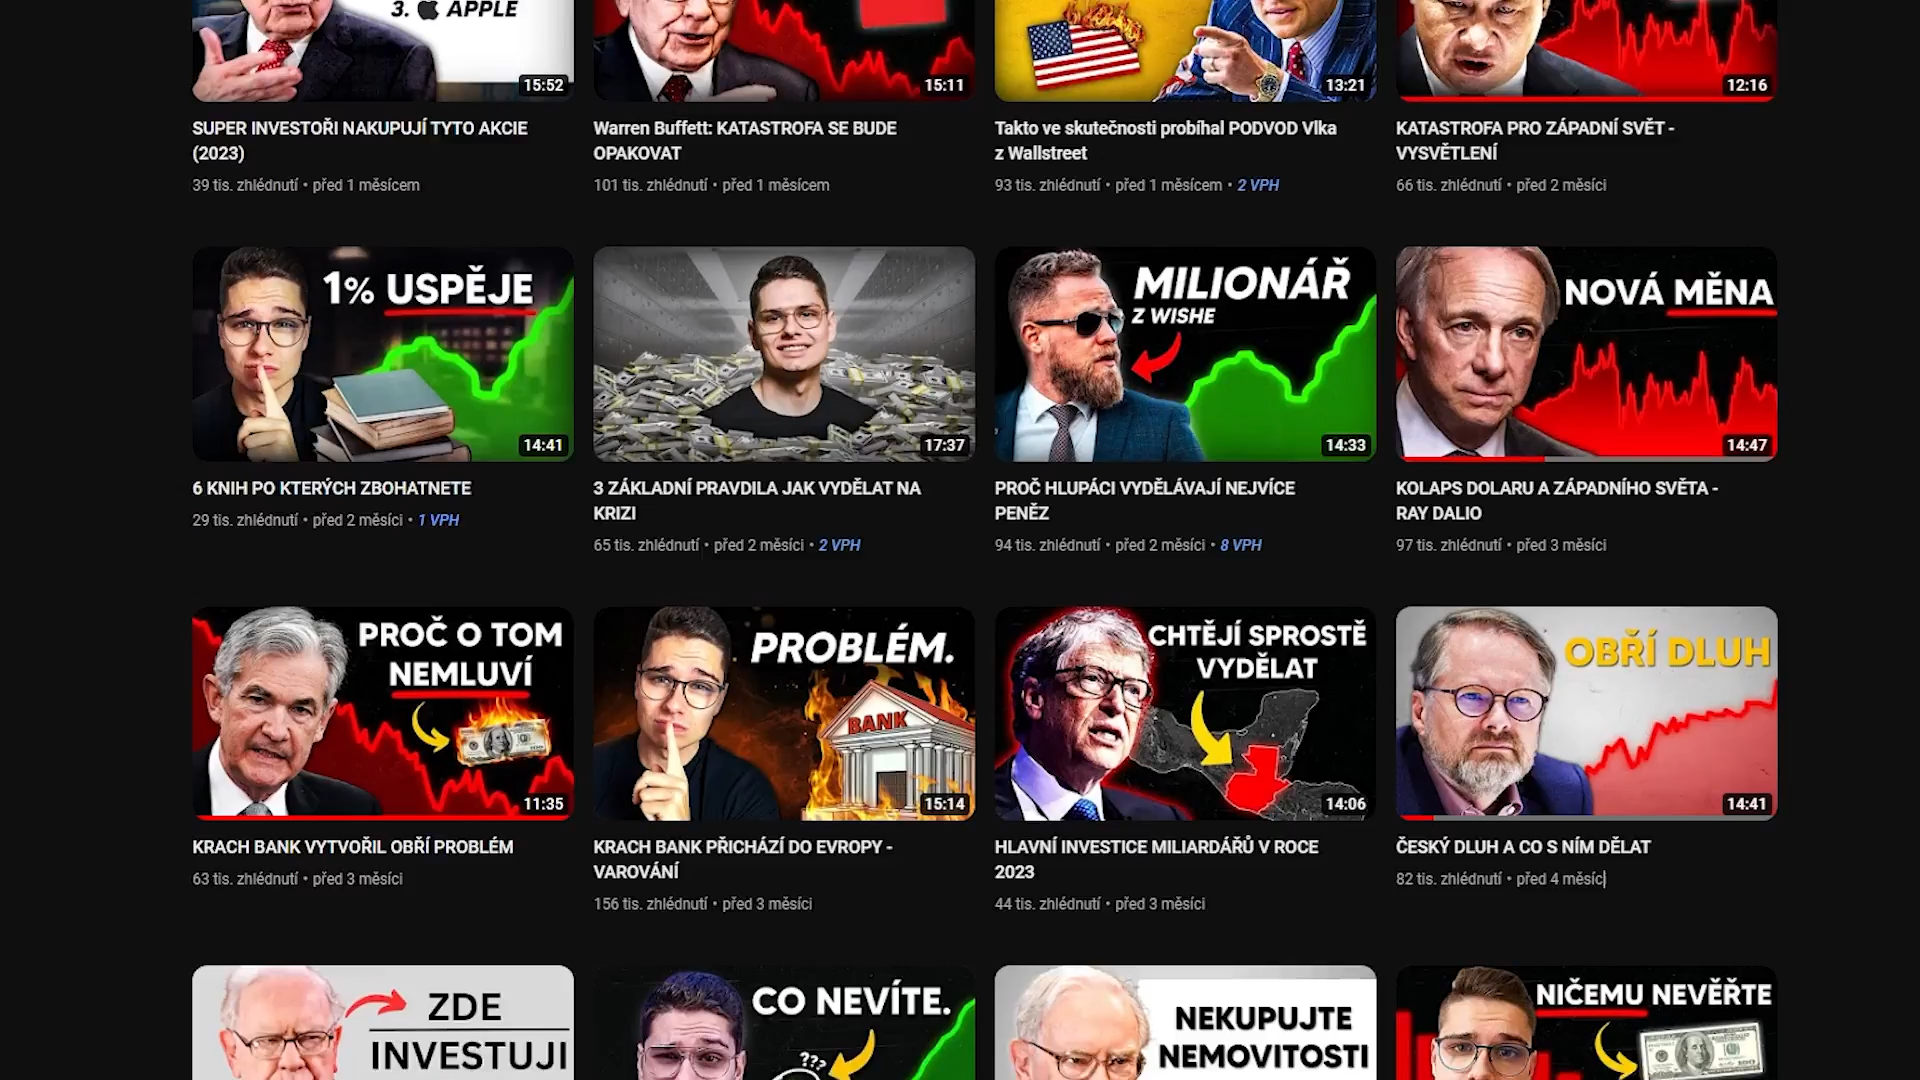 3. APPLE
15:52
15:11
13:21
12:16
SUPER INVESTOŘI NAKUPUJÍ TYTO AKCIE
(2023)
39 tis. zhlédnutí • před 1 měsícem
Warren Buffett: KATASTROFA SE BUDE
OPAKOVAT
101 tis. zhlédnutí • před 1 měsícem
Takto ve skutečnosti probíhal PODVOD Vlka
z Wallstreet
93 tis. zhlédnutí • před 1 měsícem • 2 VPH
KATASTROFA PRO ZÁPADNÍ SVĚT -
VYSVĚTLENÍ
66 tis. zhlédnutí • před 2 měsíci
1% USPĚJE
14:41
17:37
MILIONÁŘ
Z WISHE
14:33
NOVÁ MĚNA
14:47
6 KNIH PO KTERÝCH ZBOHATNETE
29 tis. zhlédnutí • před 2 měsíci • 1 VPH
3 ZÁKLADNÍ PRAVDILA JAK VYDĚLAT NA
KRIZI
65 tis. zhlédnutí • před 2 měsíci • 2 VPH
PROČ HLUPÁCI VYDĚLÁVAJÍ NEJVÍCE
PENĚZ
94 tis. zhlédnutí • před 2 měsíci • 8 VPH
KOLAPS DOLARU A ZÁPADNÍHO SVĚTA -
RAY DALIO
97 tis. zhlédnutí • před 3 měsíci
PROČ O TOM
NEMLUVÍ
11:35
PROBLÉM.
BANK
15:14
CHTĚJÍ SPROSTĚ
VYDĚLAT
14:06
OBŘÍ DLUH
14:41
KRACH BANK VYTVOŘIL OBŘÍ PROBLÉM
63 tis. zhlédnutí • před 3 měsíci
KRACH BANK PŘICHÁZÍ DO EVROPY -
VAROVÁNÍ
156 tis. zhlédnutí • před 3 měsíci
HLAVNÍ INVESTICE MILIARDÁŘŮ V ROCE
2023
44 tis. zhlédnutí • před 3 měsíci
ČESKÝ DLUH A CO S NÍM DĚLAT
82 tis. zhlédnutí • před 4 měsíc
ZDE
INVESTUJI
CO NEVÍTE.
???
NEKUPUJTE
NEMOVITOSTI
NIČEMU NEVĚŘTE